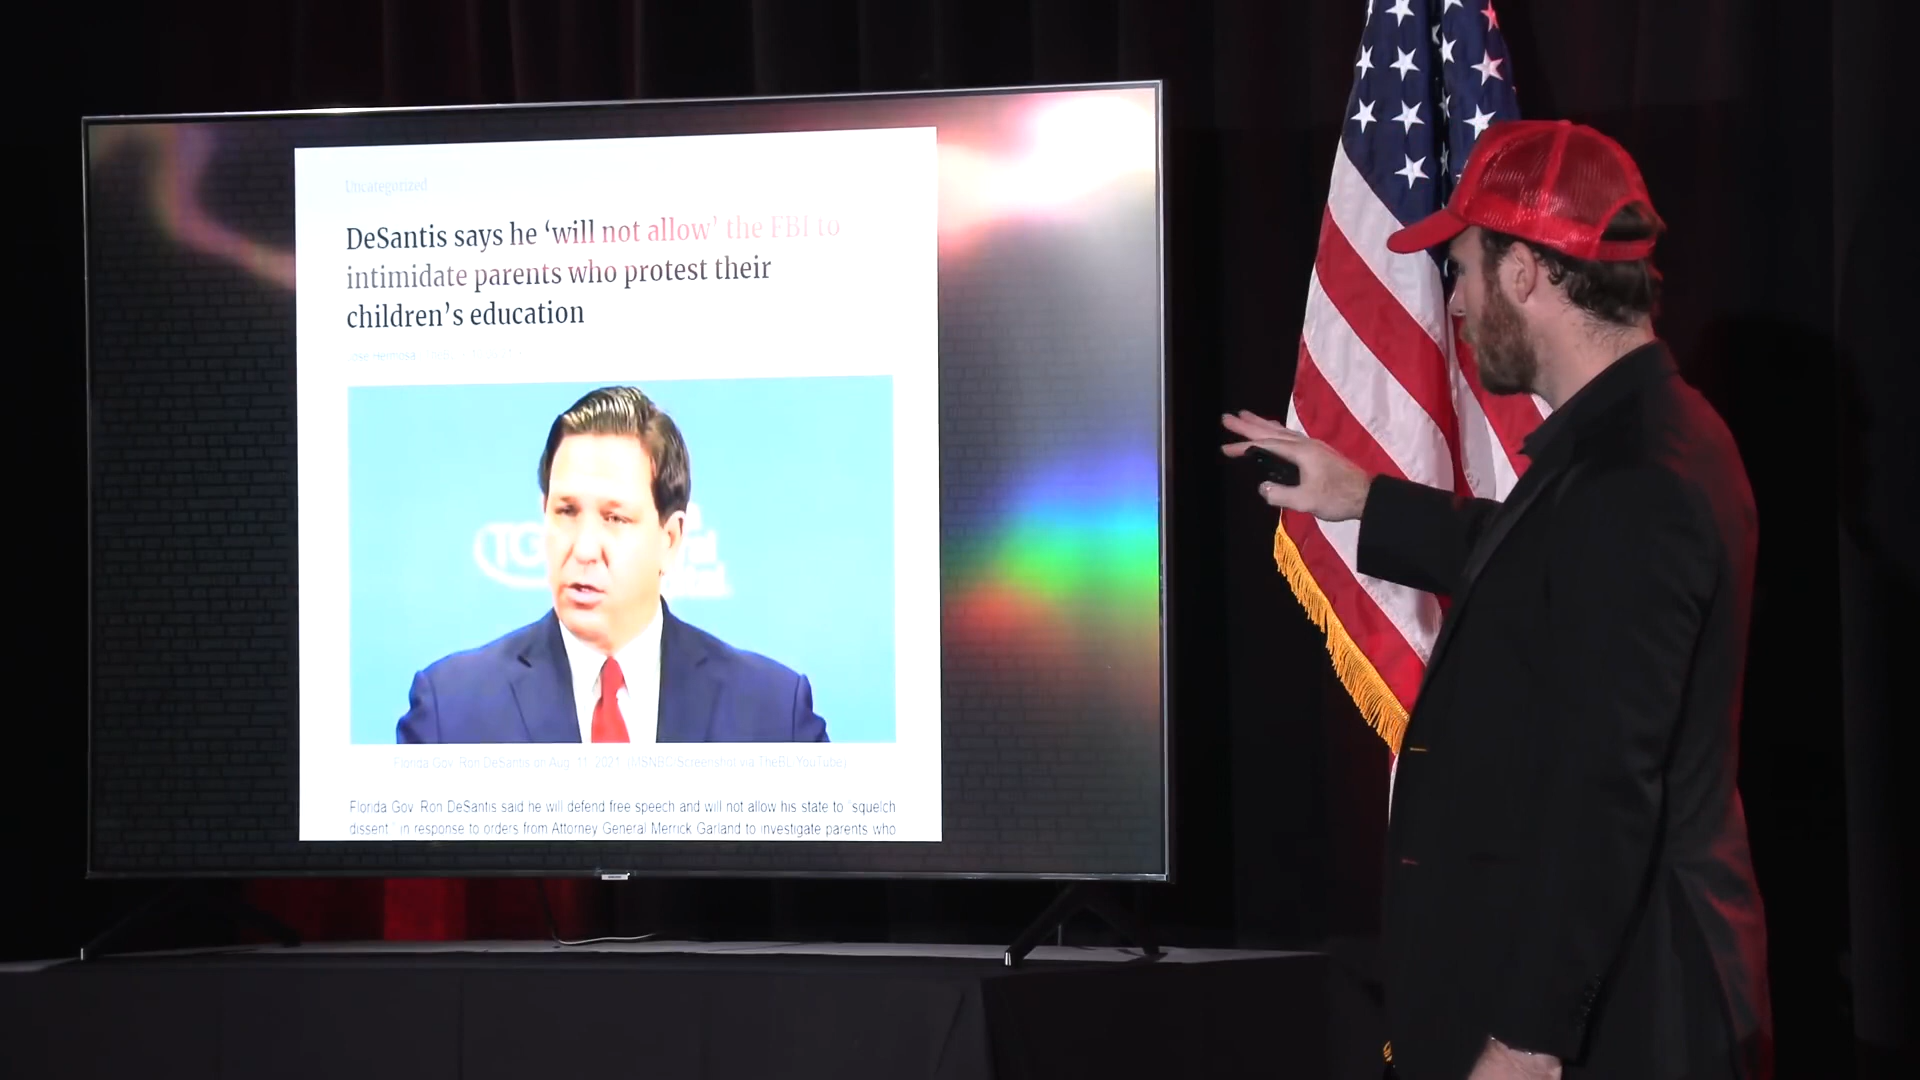 Uncategorized
DeSantis says he ‘will not allow’ the FBI to
intimidate parents who protest their
children’s education
Jose Hermosa
TG
Florida Gov. Ron DeSantis on Aug. 11, 2021. (MSNBC/Screenshot via TheBL/YouTube)
Florida Gov. Ron DeSantis said he will defend free speech and will not allow his state to “squelch
dissent” in response to orders from Attorney General Merrick Garland to investigate parents who